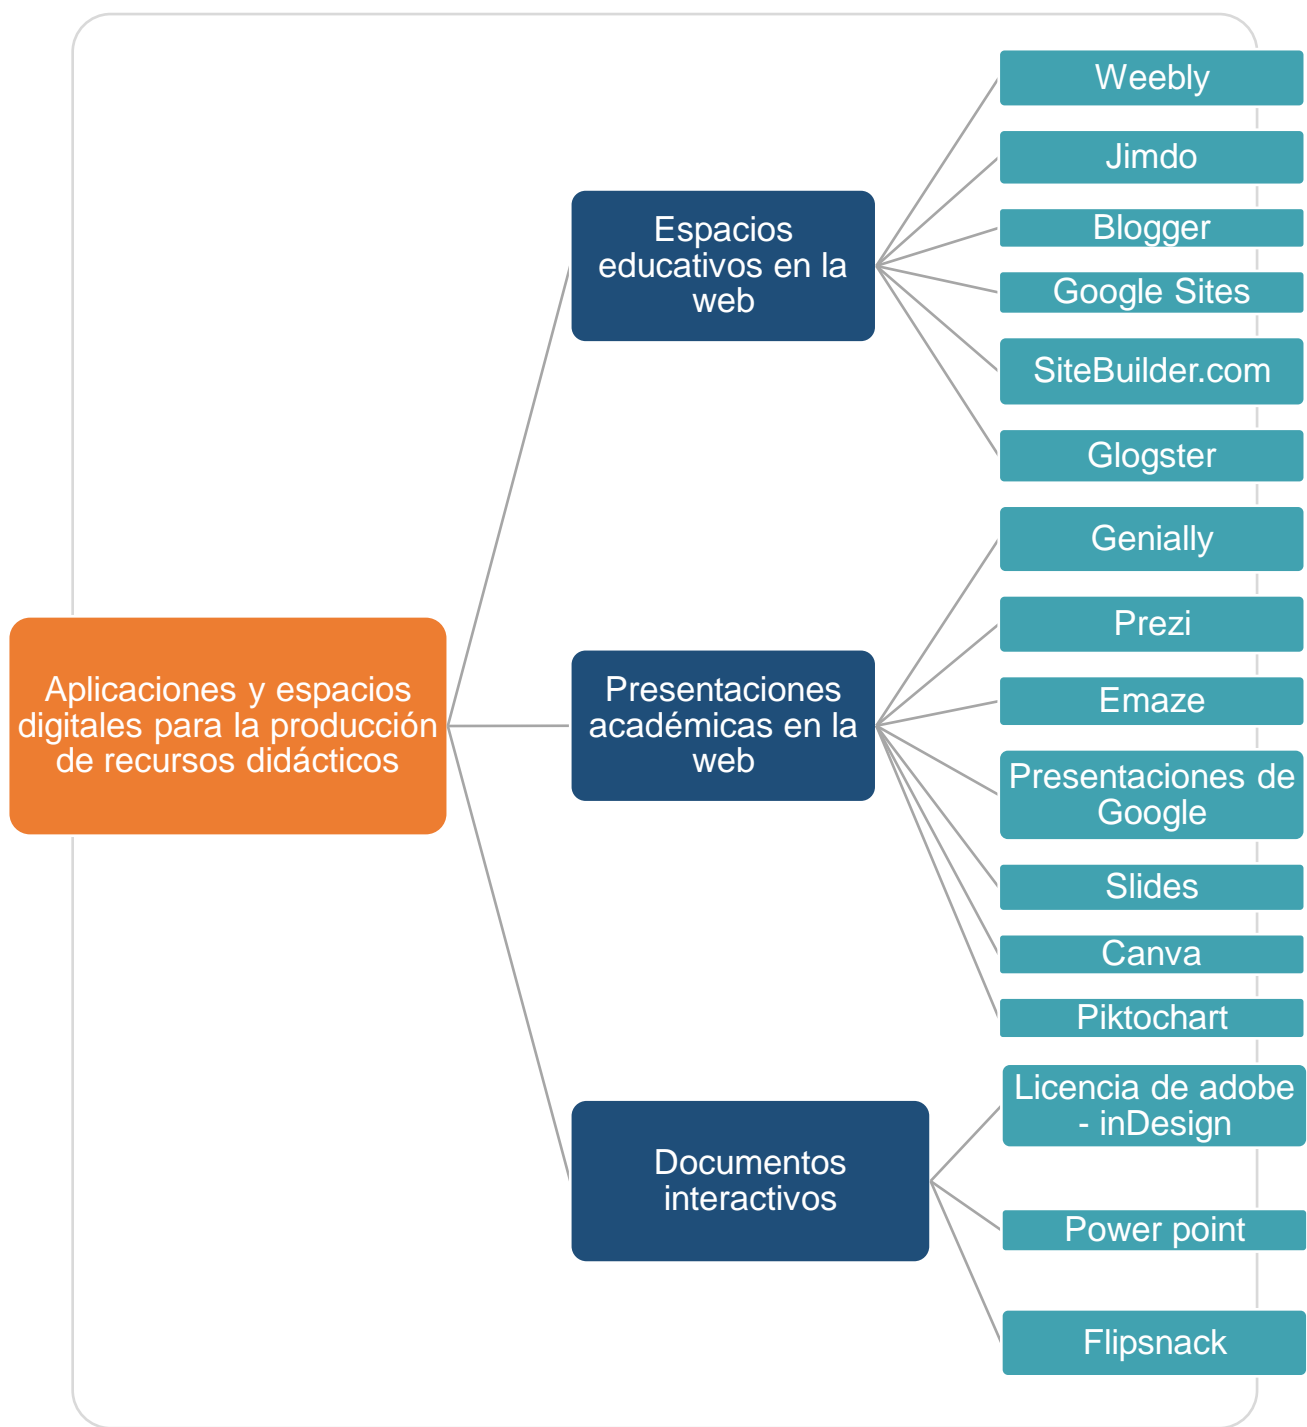 Aplicaciones y espacios
digitales para la producción
de recursos didácticos
Espacios
educativos en la
web
Weebly
Jimdo
Blogger
Google Sites
SiteBuilder.com
Glogster
Presentaciones
académicas en la
web
Genially
Prezi
Emaze
Presentaciones de
Google
Slides
Canva
Piktochart
Documentos
interactivos
Licencia de adobe
- inDesign
Power point
Flipsnack